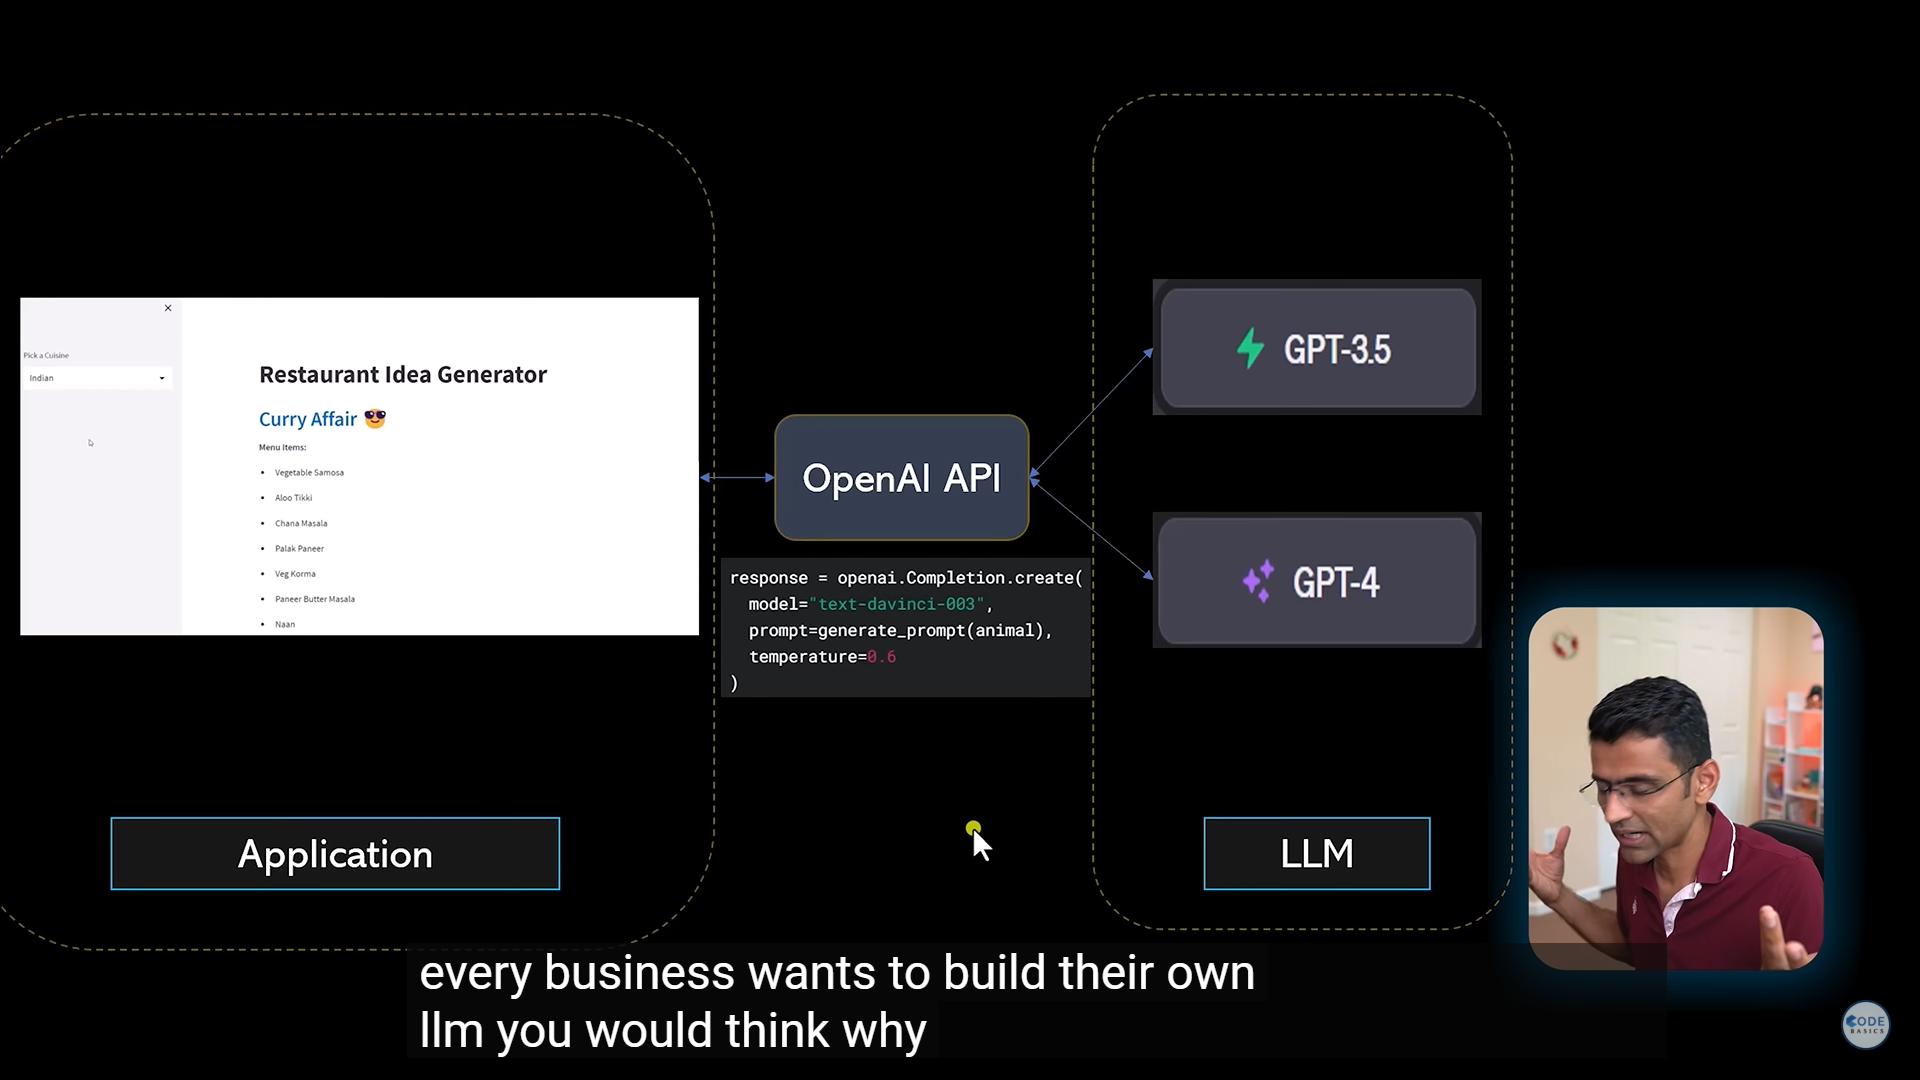 Pick a Cuisine
Indian
Restaurant Idea Generator
Curry Affair 😎
Menu Items:
• Vegetable Samosa
• Aloo Tikki
• Chana Masala
• Palak Paneer
• Veg Korma
• Paneer Butter Masala
• Naan
Application
OpenAI API
response = openai.Completion.create(
model="text-davinci-003",
prompt=generate_prompt(animal),
temperature=0.6
)
GPT-3.5
GPT-4
LLM
every business wants to build their own
llm you would think why
CODE
BASICS